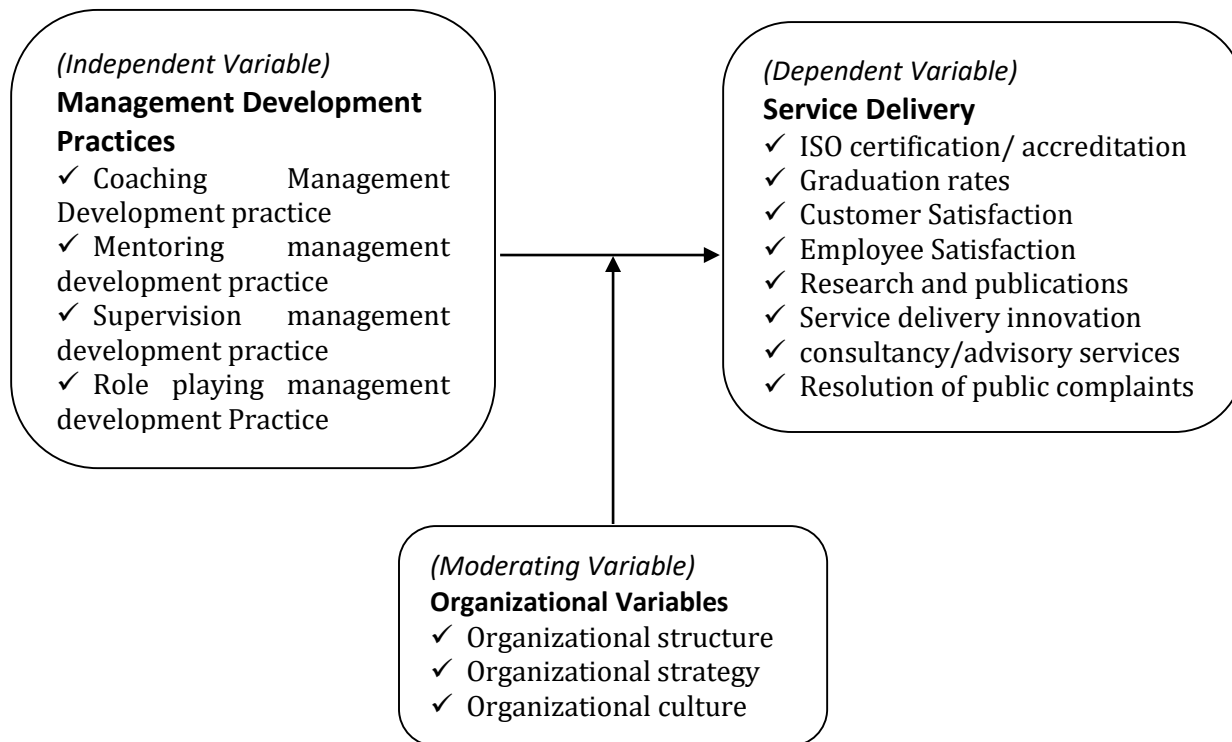 (Independent Variable)
Management Development
Practices
✓ Coaching Management
Development practice
✓ Mentoring management
development practice
✓ Supervision management
development practice
✓ Role playing management
development Practice
(Dependent Variable)
Service Delivery
✓ ISO certification/ accreditation
✓ Graduation rates
✓ Customer Satisfaction
✓ Employee Satisfaction
✓ Research and publications
✓ Service delivery innovation
✓ consultancy/advisory services
✓ Resolution of public complaints
(Moderating Variable)
Organizational Variables
✓ Organizational structure
✓ Organizational strategy
✓ Organizational culture